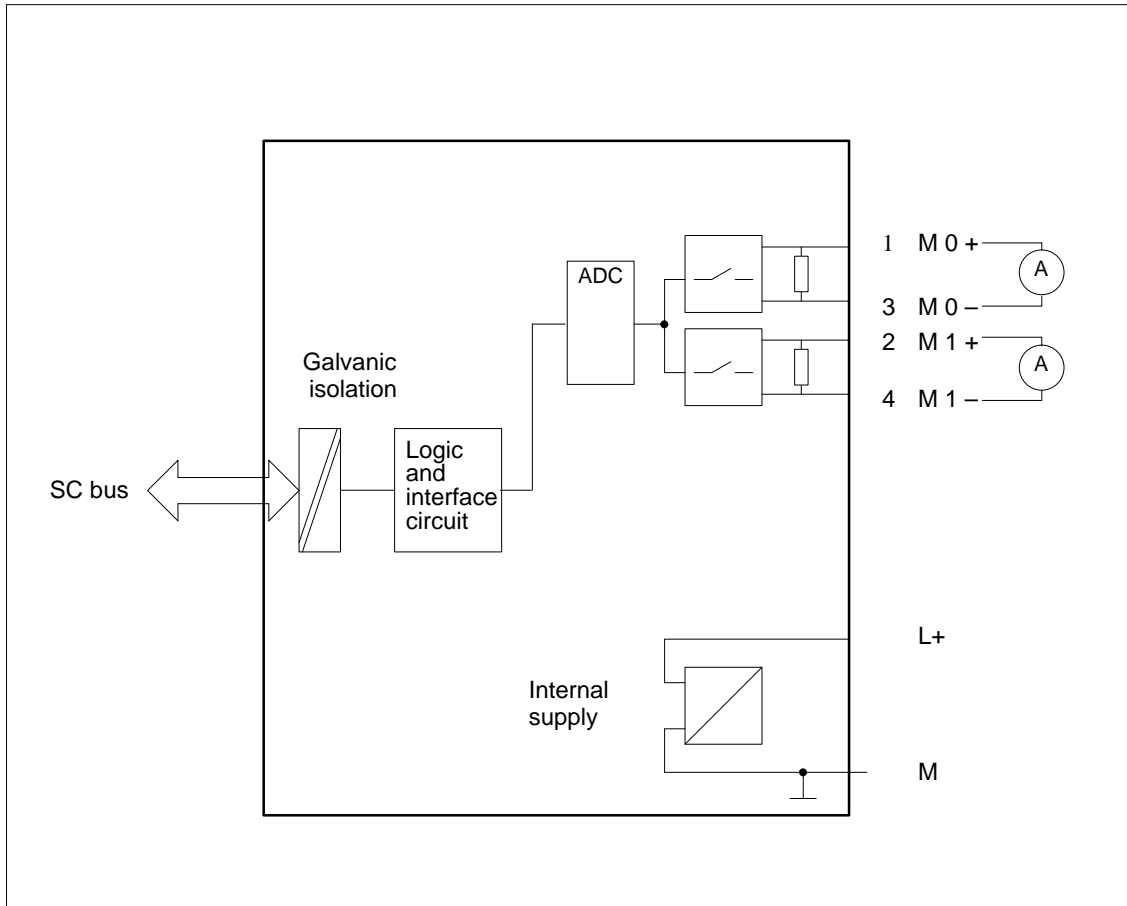 1 M 0 +
A
ADC
3 M 0 –
2 M 1 +
Galvanic
isolation
A
4 M 1 –
Logic
and
interface
circuit
SC bus
L+
Internal
supply
M